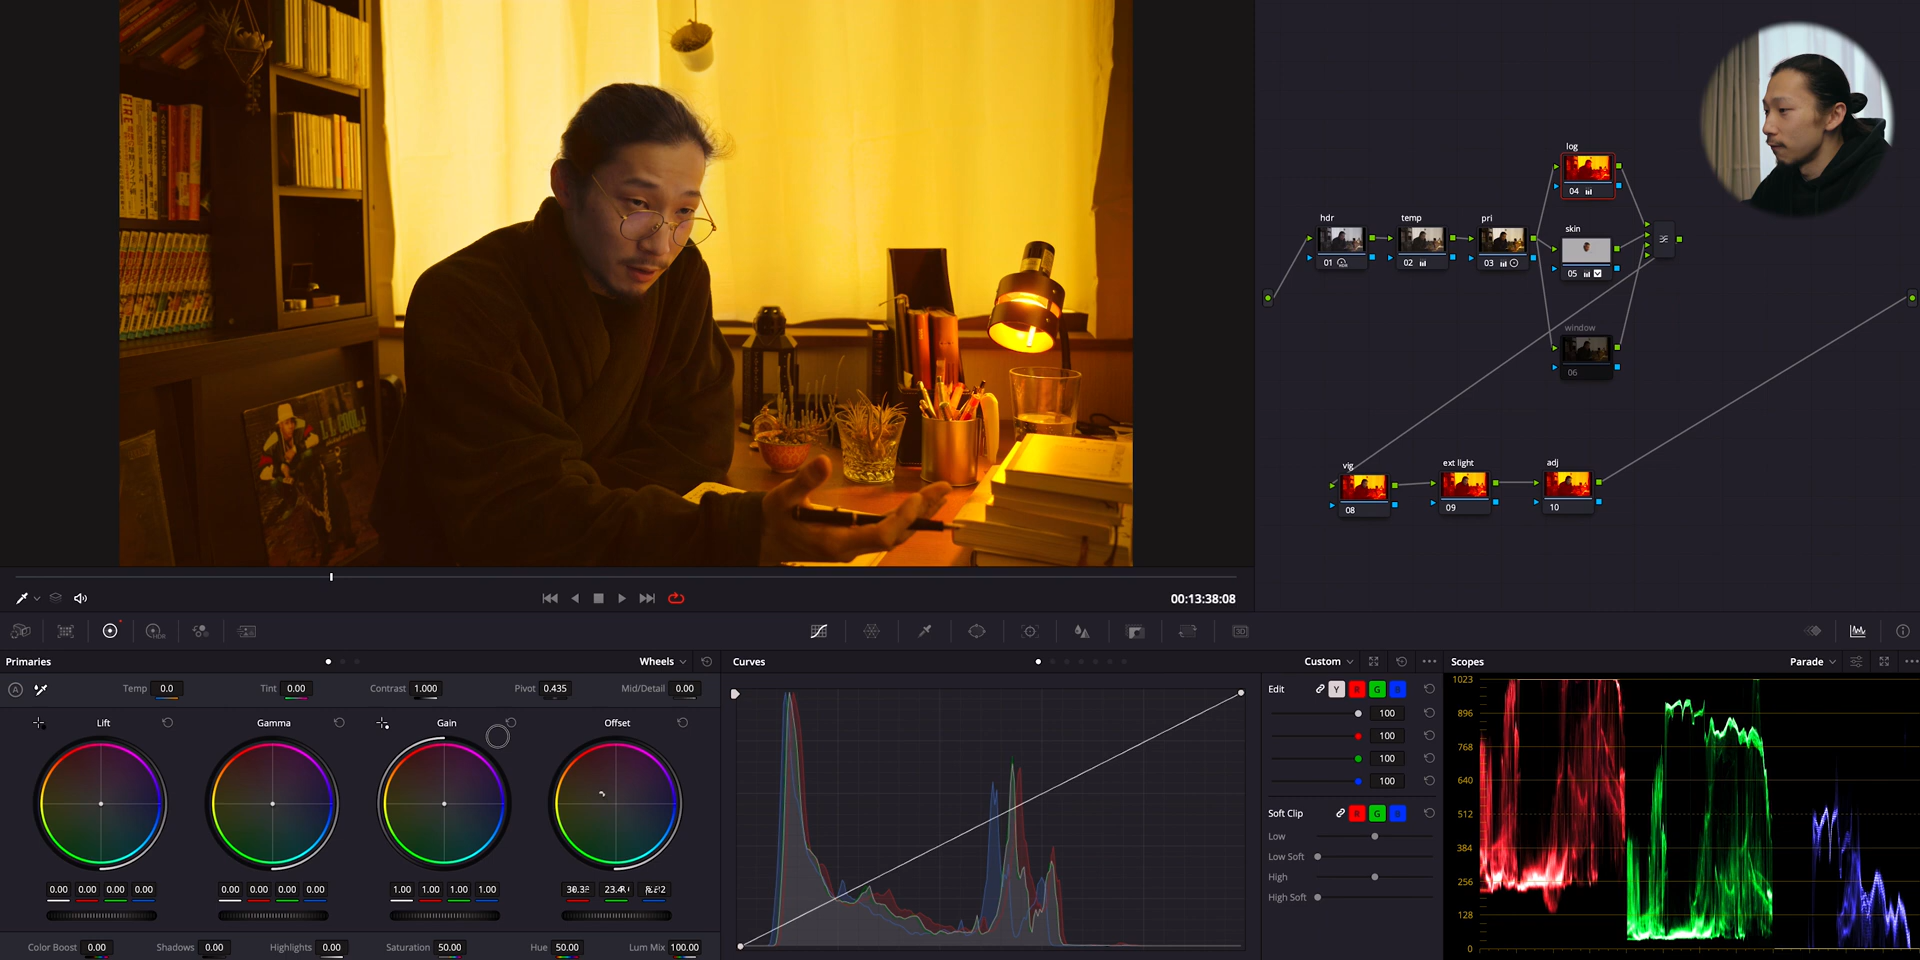 LL COOL J
log
04
hdr
temp
pri
skin
01
HDR
02
03
05
window
06
vig
ext light
adj
08
09
10
00:13:38:08
HDR
3D
Primaries
Wheels
Curves
Custom
Scopes
Parade
A
Temp 0.0
Tint 0.00
Contrast 1.000
Pivot 0.435
Mid/Detail 0.00
Lift
Gamma
Gain
Offset
0.00 0.00 0.00 0.00
0.00 0.00 0.00 0.00
1.00 1.00 1.00 1.00
Color Boost 0.00
Shadows 0.00
Highlights 0.00
Saturation 50.00
Hue 50.00
Lum Mix 100.00
Edit Y R G B
100
100
100
100
Soft Clip R G B
Low
Low Soft
High
High Soft
1023
896
768
640
512
384
256
128
0